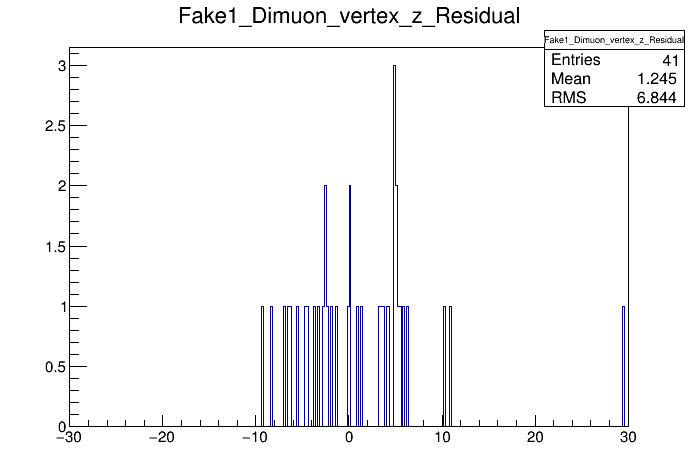 Fake1_Dimuon_vertex_z_Residual
Fake1_Dimuon_vertex_z_Residual
Entries 41
Mean 1.245
RMS 6.844
3
2.5
2
1.5
1
0.5
0
−30 −20 −10 0 10 20 30